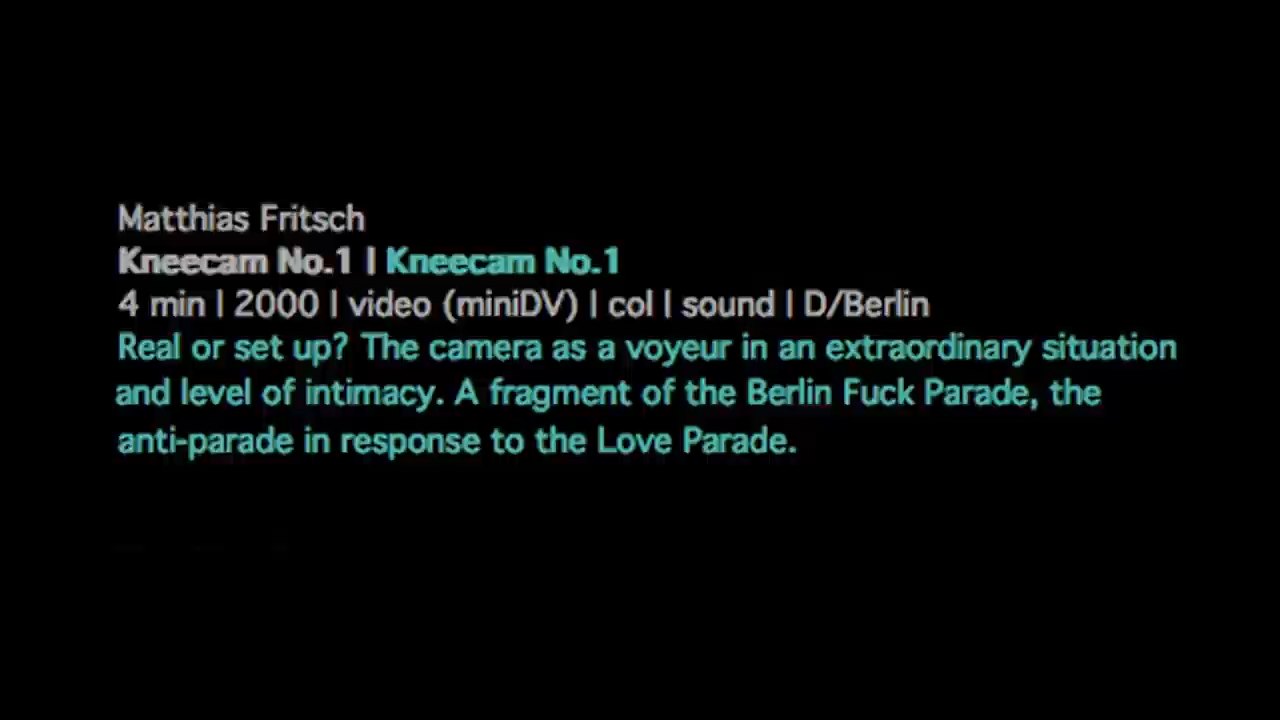 Matthias Fritsch
Kneecam No.1 | Kneecam No.1
4 min | 2000 | video (miniDV) | col | sound | D/Berlin
Real or set up? The camera as a voyeur in an extraordinary situation
and level of intimacy. A fragment of the Berlin Fuck Parade, the
anti-parade in response to the Love Parade.